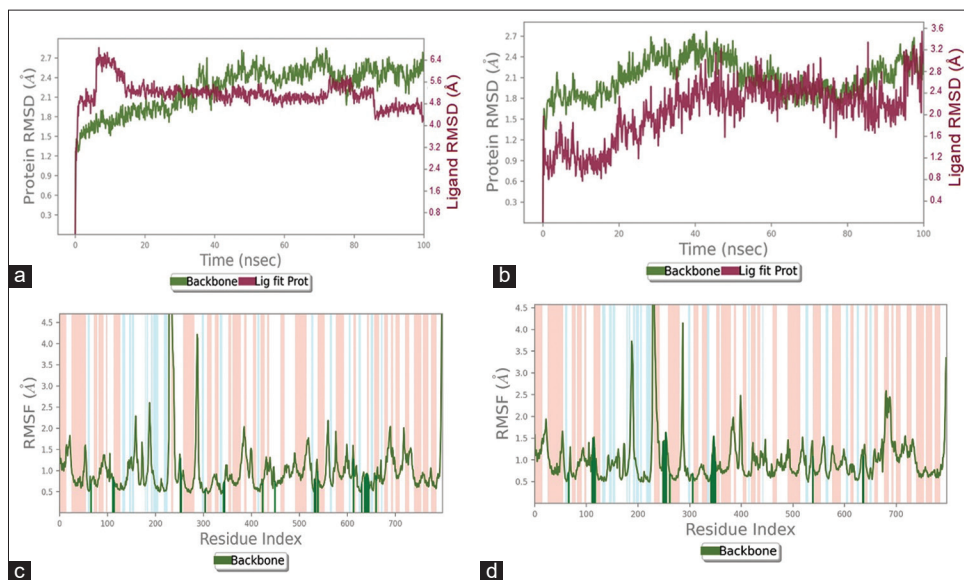 Protein RMSD (Å)
2.7
2.4
2.1
1.8
1.5
1.2
0.9
0.6
0.3
6.4
5.6
4.8
4.0
3.2
2.4
1.6
0.8
Ligand RMSD (Å)
0 20 40 60 80 100
Time (nsec)
Backbone Lig fit Prot
a
Protein RMSD (Å)
2.7
2.4
2.1
1.8
1.5
1.2
0.9
0.6
0.3
3.6
3.2
2.8
2.4
2.0
1.6
1.2
0.8
0.4
Ligand RMSD (Å)
0 20 40 60 80 100
Time (nsec)
Backbone Lig fit Prot
b
RMSF (Å)
4.5
4.0
3.5
3.0
2.5
2.0
1.5
1.0
0.5
0 100 200 300 400 500 600 700
Residue Index
Backbone
c
RMSF (Å)
4.5
4.0
3.5
3.0
2.5
2.0
1.5
1.0
0.5
0 100 200 300 400 500 600 700
Residue Index
Backbone
d